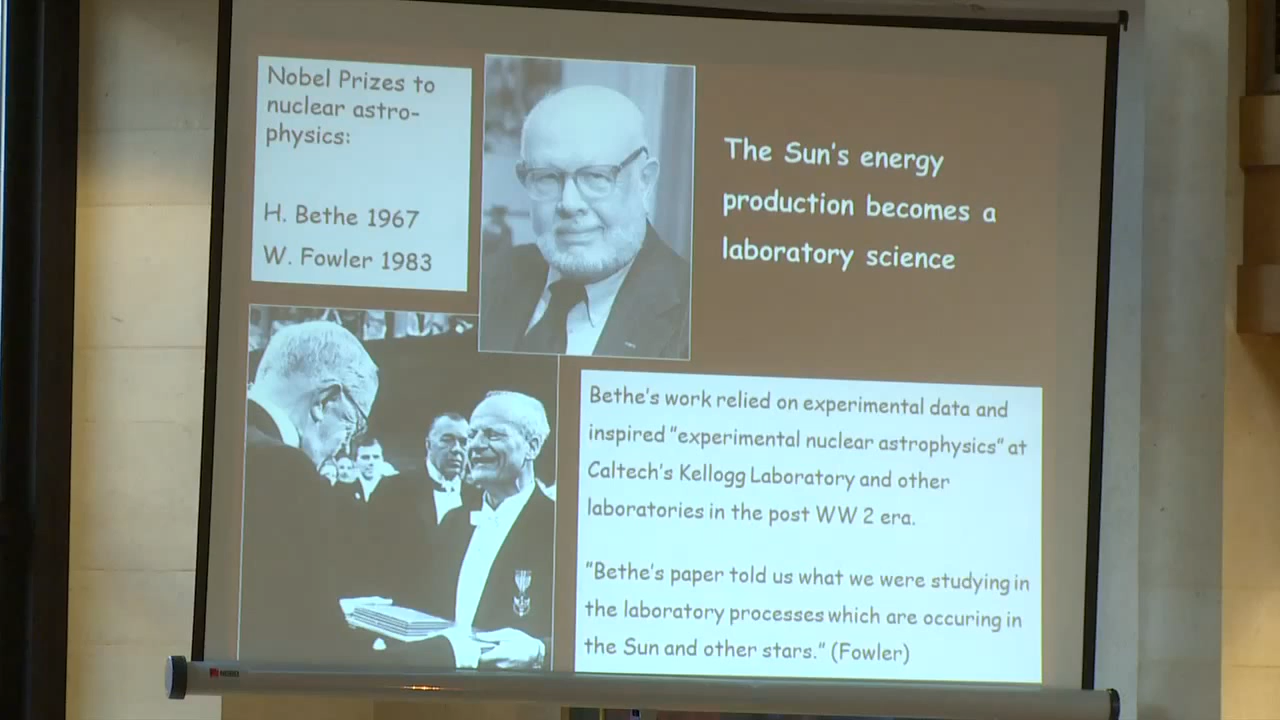 Nobel Prizes to
nuclear astro-
physics:
H. Bethe 1967
W. Fowler 1983
The Sun's energy
production becomes a
laboratory science
Bethe's work relied on experimental data and
inspired "experimental nuclear astrophysics" at
Caltech's Kellogg Laboratory and other
laboratories in the post WW 2 era.
"Bethe's paper told us what we were studying in
the laboratory processes which are occuring in
the Sun and other stars." (Fowler)